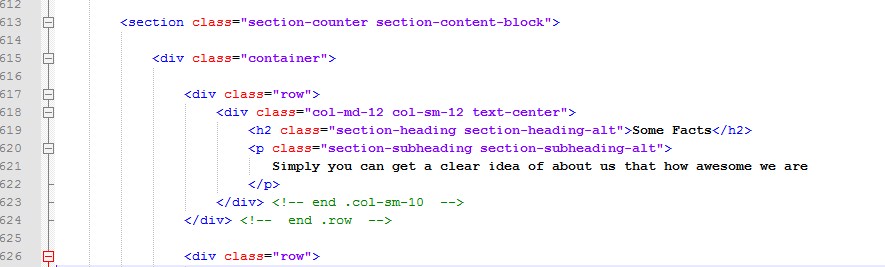 612
613 <section class="section-counter section-content-block">
614
615 <div class="container">
616
617 <div class="row">
618 <div class="col-md-12 col-sm-12 text-center">
619 <h2 class="section-heading section-heading-alt">Some Facts</h2>
620 <p class="section-subheading section-subheading-alt">
621 Simply you can get a clear idea of about us that how awesome we are
622 </p>
623 </div> <!-- end .col-sm-10  -->
624 </div> <!--  end .row  -->
625
626 <div class="row">